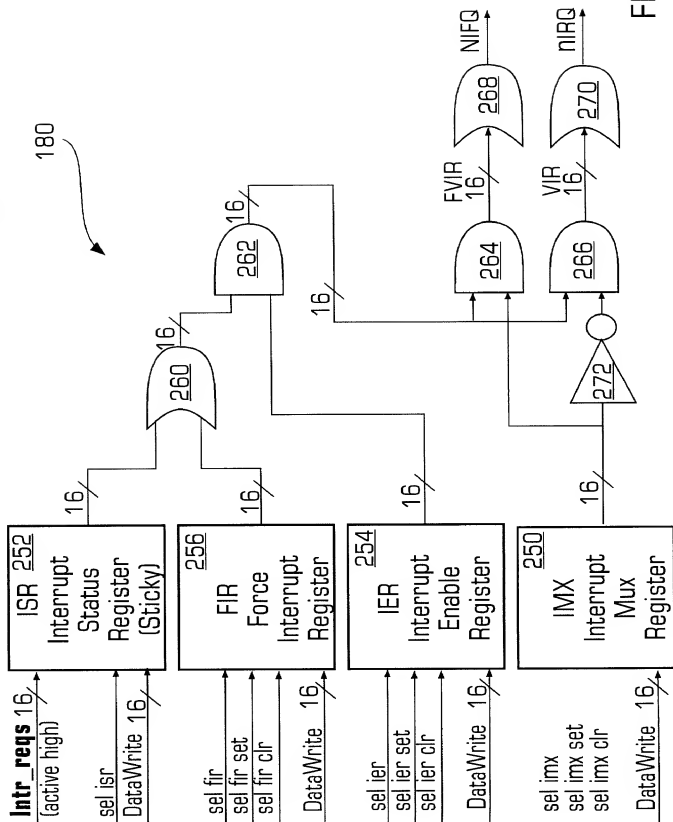 180
Intr_reqs
(active high)
16
sel isr
DataWrite 16
ISR 252
Interrupt
Status
Register
(Sticky)
16
sel fir
sel fir set
sel fir clr
DataWrite 16
FIR 256
Force
Interrupt
Register
16
sel ier
sel ier set
sel ier clr
DataWrite 16
IER 254
Interrupt
Enable
Register
16
sel imx
sel imx set
sel imx clr
DataWrite 16
IMX 250
Interrupt
Mux
Register
16
260
16
262
16
16
272
264
266
FVIR
16
VIR
16
268
270
NIFQ
nIRQ